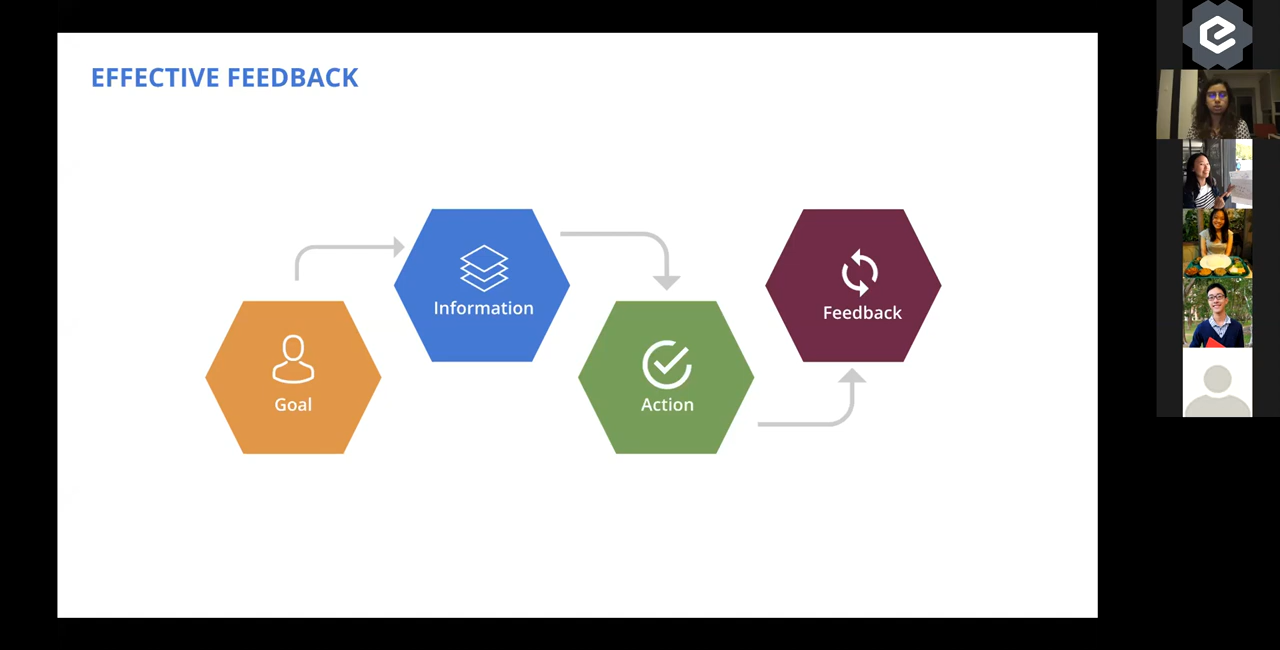 EFFECTIVE FEEDBACK
Goal
Information
Action
Feedback